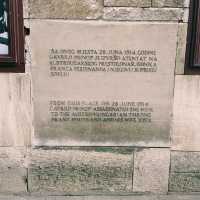 SA OVOG MJESTA 28. JUNA 1914. GODINE
GAVRILO PRINCIP JE IZVRŠIO ATENTAT NA
AUSTROUGARSKOG PRESTOLONASLJEDNIKA
FRANCA FERDINANDA I NJEGOVU SUPRUGU
SOFIJU
FROM THIS PLACE ON 28 JUNE 1914
GAVRILO PRINCIP ASSASSINATED THE HEIR
TO THE AUSTRO-HUNGARIAN THRONE
FRANZ FERDINAND AND HIS WIFE SOFIA